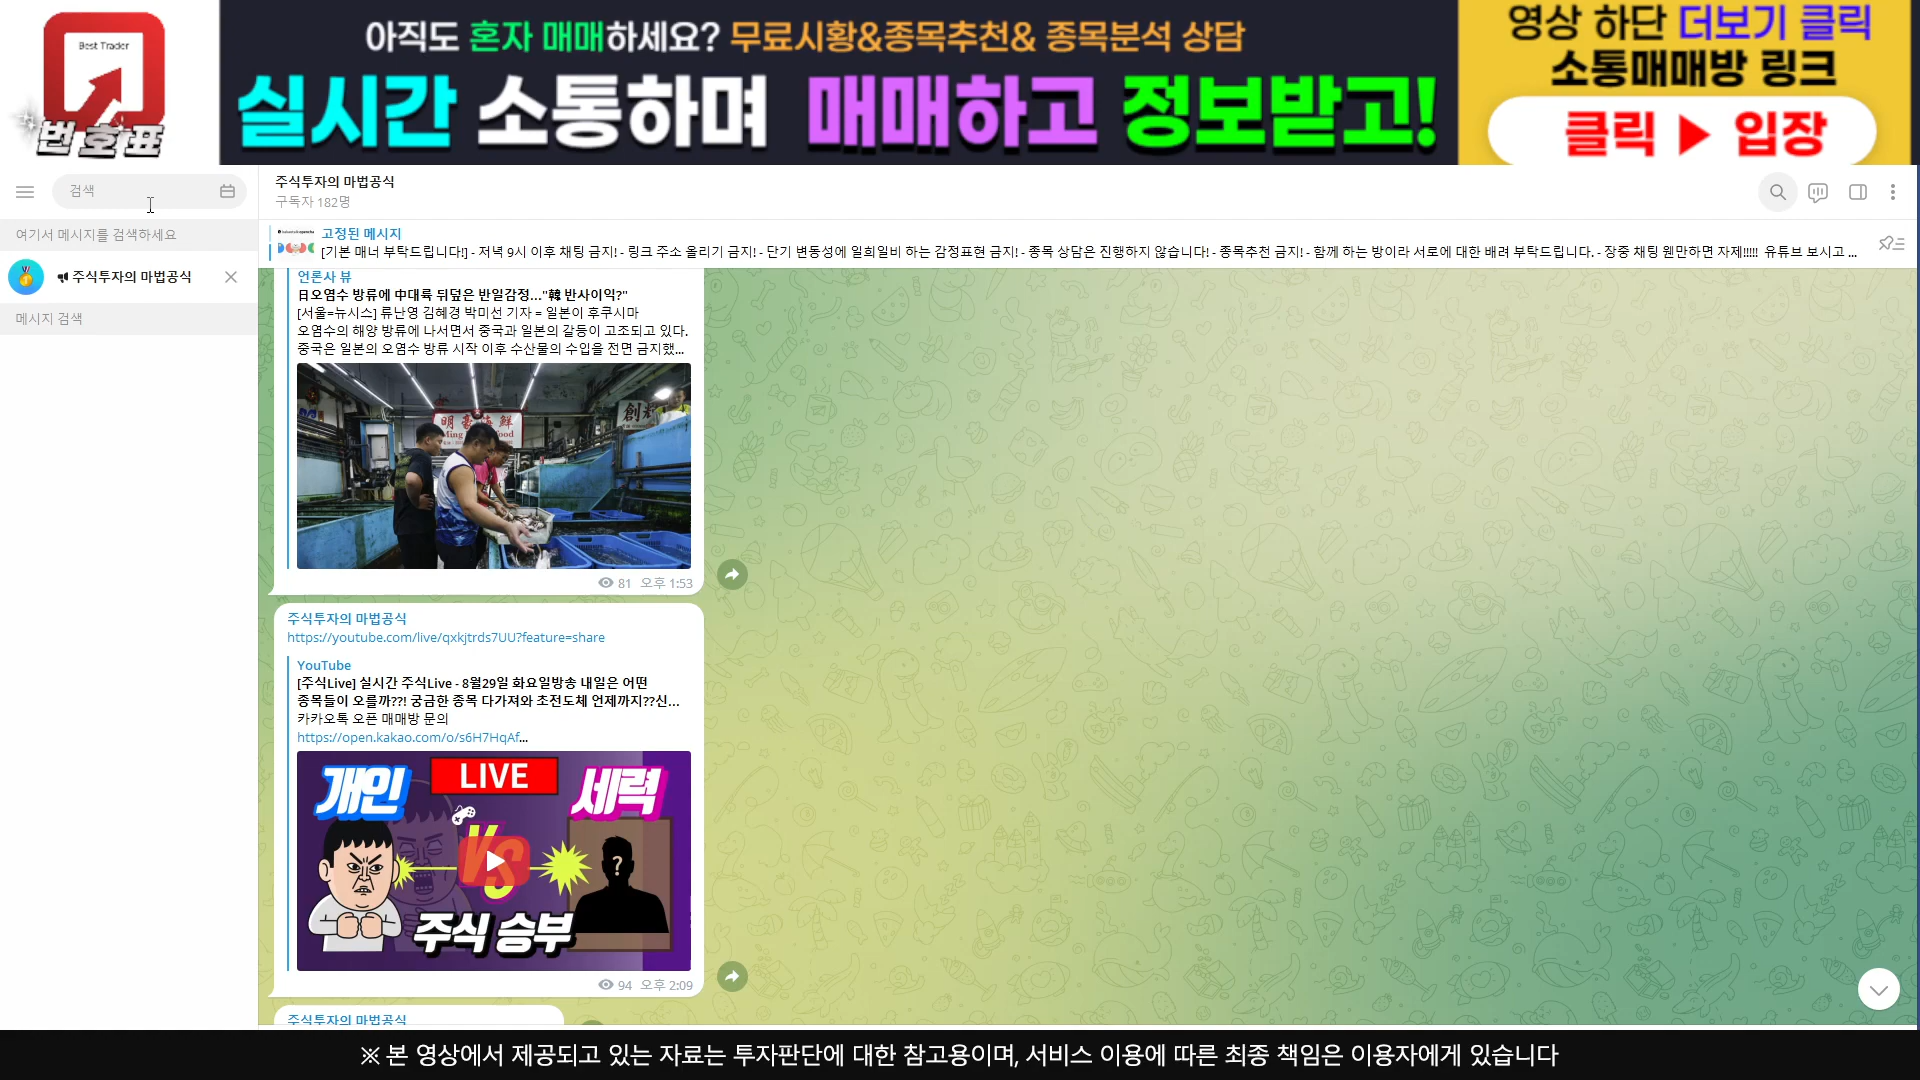 Best Trader
번호표
아직도 혼자 매매하세요? 무료시황&종목추천& 종목분석 상담
실시간 소통하며 매매하고 정보받고!
영상 하단 더보기 클릭
소통매매방 링크
클릭 ▶ 입장
검색
여기서 메시지를 검색하세요
주식투자의 마법공식
메시지 검색
주식투자의 마법공식
구독자 182명
고정된 메시지
[기본 매너 부탁드립니다!] - 저녁 9시 이후 채팅 금지! - 링크 주소 올리기 금지! - 단기 변동성에 일희일비 하는 감정표현 금지! - 종목 상담은 진행하지 않습니다! - 종목추천 금지! - 함께 하는 방이라 서로에 대한 배려 부탁드립니다. - 장중 채팅 웬만하면 자제!!!!! 유튜브 보시고 ...
언론사 뷰
日오염수 방류에 中대륙 뒤덮은 반일감정..."韓 반사이익?"
[서울=뉴시스] 류난영 김혜경 박미선 기자 = 일본이 후쿠시마
오염수의 해양 방류에 나서면서 중국과 일본의 갈등이 고조되고 있다.
중국은 일본의 오염수 방류 시작 이후 수산물의 수입을 전면 금지했...
明豪海鮮
81 오후 1:53
주식투자의 마법공식
https://youtube.com/live/qxkjtrds7UU?feature=share
YouTube
[주식Live] 실시간 주식Live - 8월29일 화요일방송 내일은 어떤
종목들이 오를까??! 궁금한 종목 다가져와 초전도체 언제까지??신...
카카오톡 오픈 매매방 문의
https://open.kakao.com/o/s6H7HqAf...
개인 LIVE 세력
VS
?
주식 승부
94 오후 2:09
주식투자의 마법공식
※ 본 영상에서 제공되고 있는 자료는 투자판단에 대한 참고용이며, 서비스 이용에 따른 최종 책임은 이용자에게 있습니다